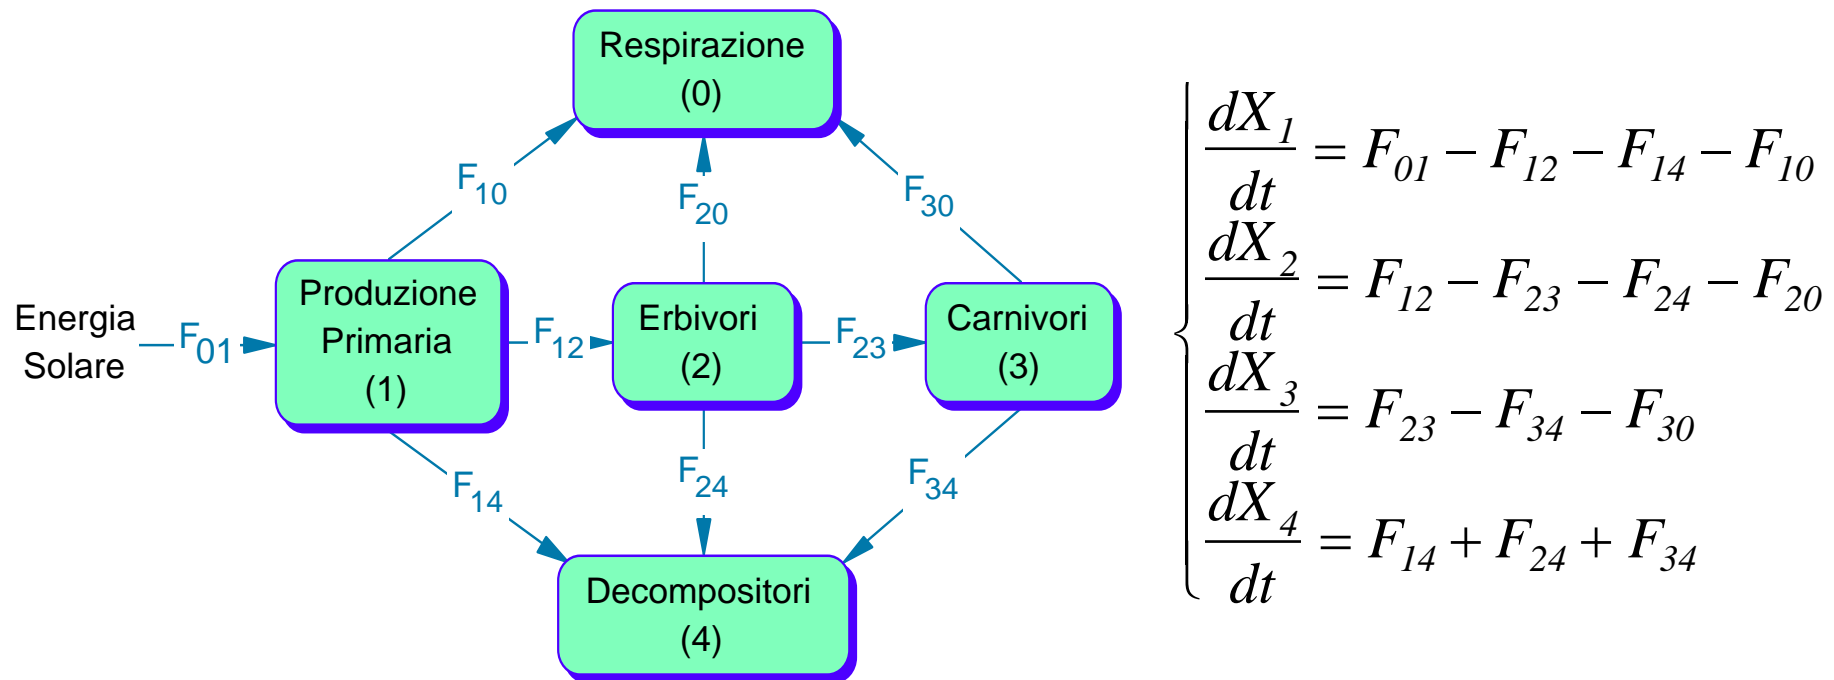 Respirazione
(0)
F10
F20
F30
Energia
Solare
F01
Produzione
Primaria
(1)
F12
Erbivori
(2)
F23
Carnivori
(3)
F14
F24
F34
Decompositori
(4)
dX1/dt = F01 − F12 − F14 − F10
dX2/dt = F12 − F23 − F24 − F20
dX3/dt = F23 − F34 − F30
dX4/dt = F14 + F24 + F34